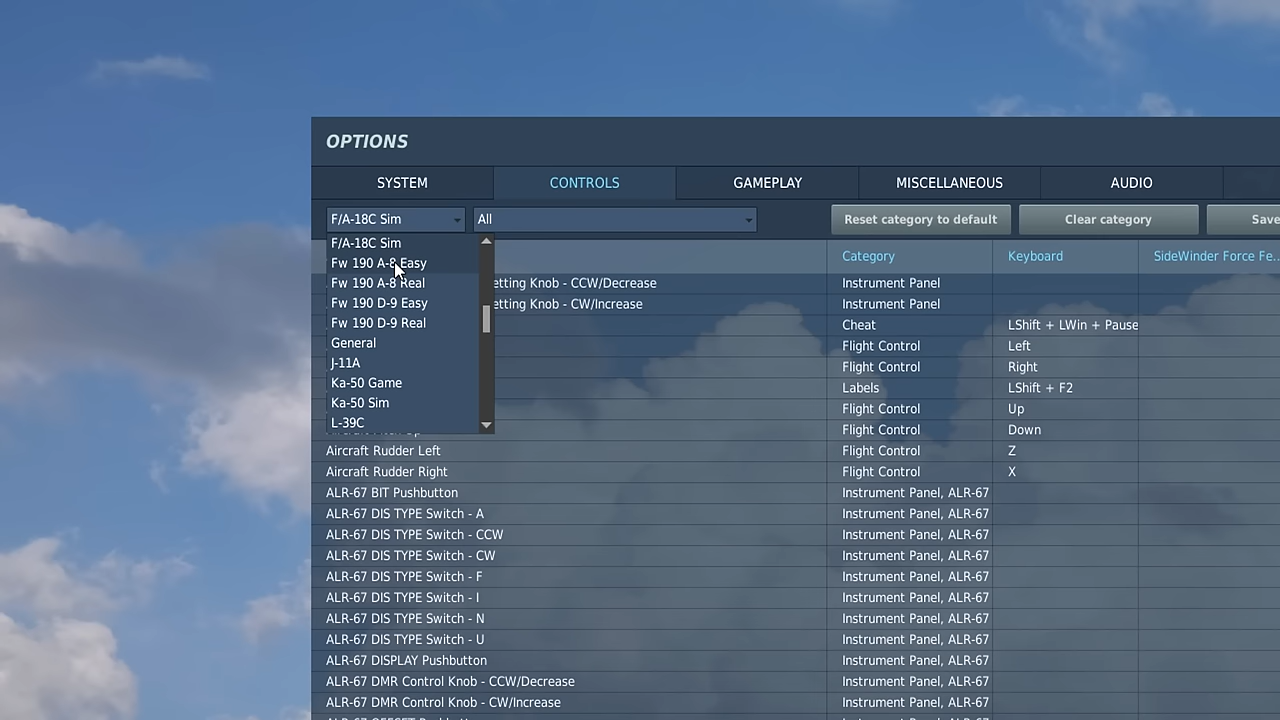 OPTIONS
SYSTEM CONTROLS GAMEPLAY MISCELLANEOUS AUDIO
F/A-18C Sim All Reset category to default Clear category Save
F/A-18C Sim
Fw 190 A-8 Easy
Fw 190 A-8 Real
Fw 190 D-9 Easy
Fw 190 D-9 Real
General
J-11A
Ka-50 Game
Ka-50 Sim
L-39C
Category Keyboard SideWinder Force Fe..
etting Knob - CCW/Decrease Instrument Panel
etting Knob - CW/Increase Instrument Panel
Cheat LShift + LWin + Pause
Flight Control Left
Flight Control Right
Labels LShift + F2
Flight Control Up
Flight Control Down
Aircraft Rudder Left Flight Control Z
Aircraft Rudder Right Flight Control X
ALR-67 BIT Pushbutton Instrument Panel, ALR-67
ALR-67 DIS TYPE Switch - A Instrument Panel, ALR-67
ALR-67 DIS TYPE Switch - CCW Instrument Panel, ALR-67
ALR-67 DIS TYPE Switch - CW Instrument Panel, ALR-67
ALR-67 DIS TYPE Switch - F Instrument Panel, ALR-67
ALR-67 DIS TYPE Switch - I Instrument Panel, ALR-67
ALR-67 DIS TYPE Switch - N Instrument Panel, ALR-67
ALR-67 DIS TYPE Switch - U Instrument Panel, ALR-67
ALR-67 DISPLAY Pushbutton Instrument Panel, ALR-67
ALR-67 DMR Control Knob - CCW/Decrease Instrument Panel, ALR-67
ALR-67 DMR Control Knob - CW/Increase Instrument Panel, ALR-67